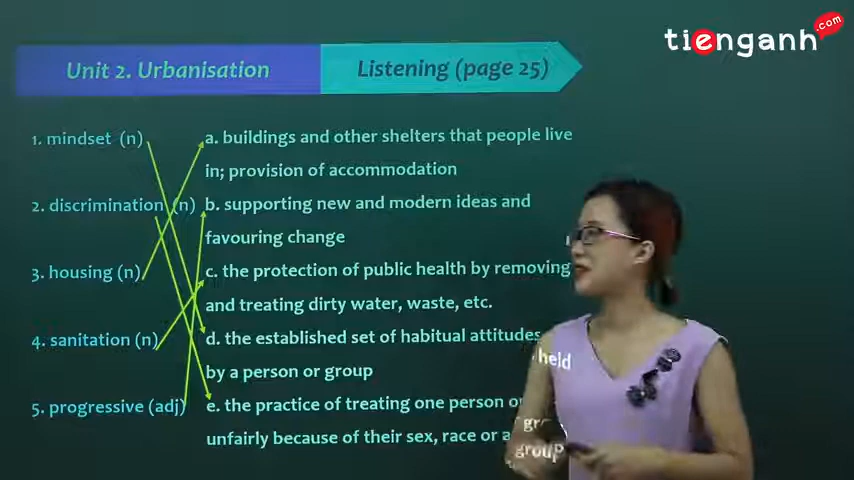 tienganh.com
Unit 2. Urbanisation
Listening (page 25)
1. mindset (n)
a. buildings and other shelters that people live
in; provision of accommodation
2. discrimination (n)
b. supporting new and modern ideas and
favouring change
3. housing (n)
c. the protection of public health by removing
and treating dirty water, waste, etc.
4. sanitation (n)
d. the established set of habitual attitudes
held
by a person or group
5. progressive (adj)
e. the practice of treating one person or
unfairly because of their sex, race or
group